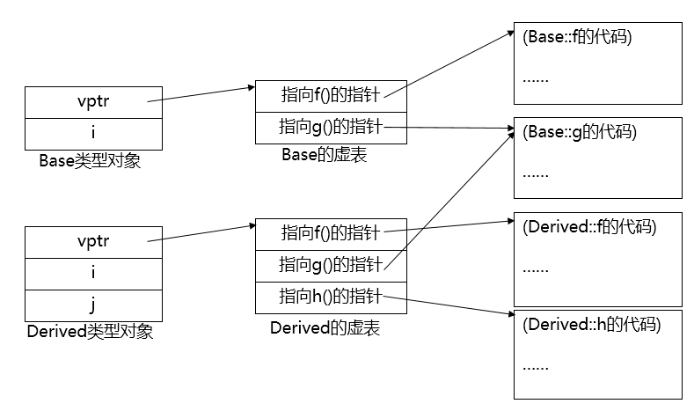 vptr
i
Base类型对象
指向f()的指针
指向g()的指针
Base的虚表
(Base::f的代码)
……
(Base::g的代码)
……
vptr
i
j
Derived类型对象
指向f()的指针
指向g()的指针
指向h()的指针
Derived的虚表
(Derived::f的代码)
……
(Derived::h的代码)
……